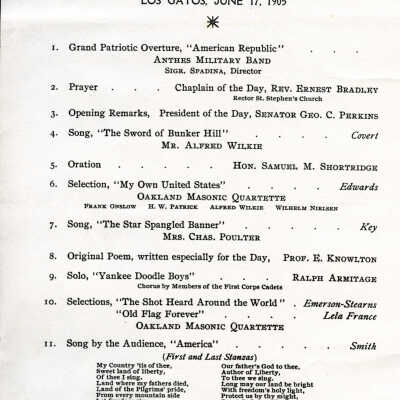 LOS GATOS, JUNE 17, 1905
1. Grand Patriotic Overture, "American Republic" . . .
ANTHES MILITARY BAND
SIGR. SPADINA, Director
2. Prayer . . . Chaplain of the Day, REV. ERNEST BRADLEY
Rector St. Stephen's Church
3. Opening Remarks, President of the Day, SENATOR GEO. C. PERKINS
4. Song, "The Sword of Bunker Hill" . . . . Covert
MR. ALFRED WILKIE
5. Oration . . . . . HON. SAMUEL M. SHORTRIDGE
6. Selection, "My Own United States" . . . . Edwards
OAKLAND MASONIC QUARTETTE
FRANK ONSLOW H. W. PATRICK ALFRED WILKIE WILHELM NIELSEN
7. Song, "The Star Spangled Banner" . . . . Key
MRS. CHAS. POULTER
8. Original Poem, written especially for the Day, PROF. E. KNOWLTON
9. Solo, "Yankee Doodle Boys" . . . RALPH ARMITAGE
Chorus by Members of the First Corps Cadets
10. Selections, "The Shot Heard Around the World" . Emerson-Stearns
"Old Flag Forever" . . . . Lela France
OAKLAND MASONIC QUARTETTE
11. Song by the Audience, "America" . . . . Smith
(First and Last Stanzas)
My Country 'tis of thee,
Sweet land of liberty,
Of thee I sing.
Land where my fathers died,
Land of the Pilgrims' pride,
From every mountain side
Our father's God to thee,
Author of Liberty,
To thee we sing.
Long may our land be bright
With freedom's holy light,
Protect us by thy might,